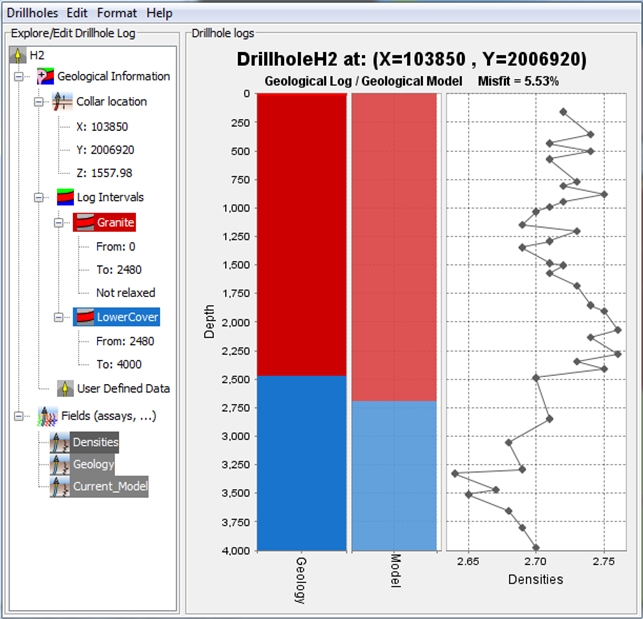 Drillholes Edit Format Help
Explore/Edit Drillhole Log
H2
Geological Information
Collar location
X: 103850
Y: 2006920
Z: 1557.98
Log Intervals
Granite
From: 0
To: 2480
Not relaxed
LowerCover
From: 2480
To: 4000
User Defined Data
Fields (assays, ...)
Densities
Geology
Current_Model
Drillhole logs
DrillholeH2 at: (X=103850 , Y=2006920)
Geological Log / Geological Model Misfit = 5.53%
Depth
0
250
500
750
1,000
1,250
1,500
1,750
2,000
2,250
2,500
2,750
3,000
3,250
3,500
3,750
4,000
Geology
Model
2.65 2.70 2.75
Densities